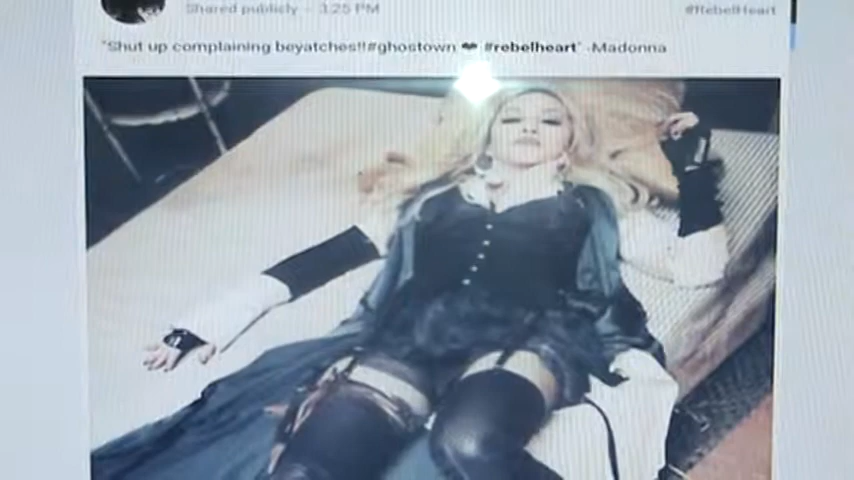 Shared publicly - 3:25 PM
#RebelHeart
"Shut up complaining beyatches!!#ghostown ❤ #rebelheart" -Madonna